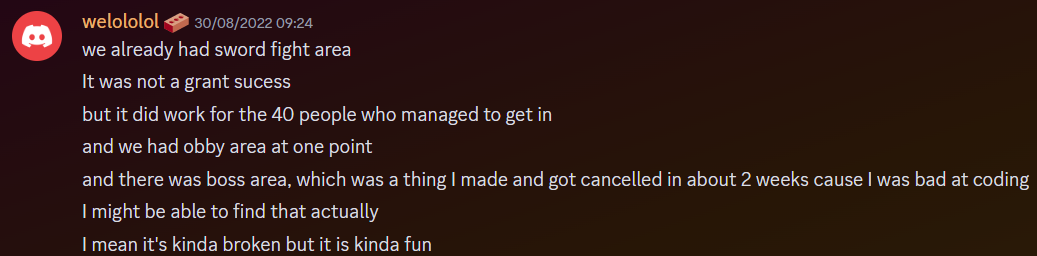 welololol 30/08/2022 09:24
we already had sword fight area
It was not a grant sucess
but it did work for the 40 people who managed to get in
and we had obby area at one point
and there was boss area, which was a thing I made and got cancelled in about 2 weeks cause I was bad at coding
I might be able to find that actually
I mean it's kinda broken but it is kinda fun